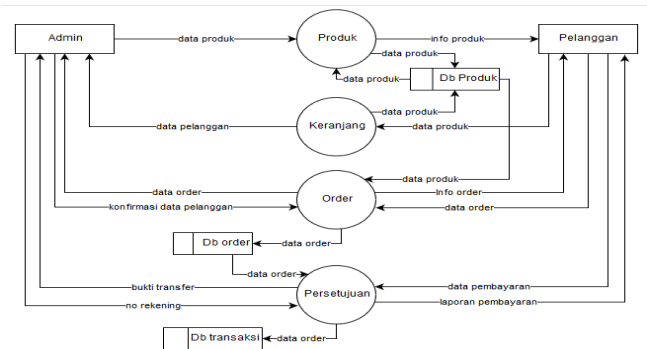 Admin
data produk
Produk
info produk
Pelanggan
data produk
data produk
Db Produk
data produk
data pelanggan
Keranjang
data produk
data produk
data order
Order
Info order
konfirmasi data pelanggan
data order
Db order
data order
data order
bukti transfer
Persetujuan
data pembayaran
no rekening
laporan pembayaran
Db transaksi
data order